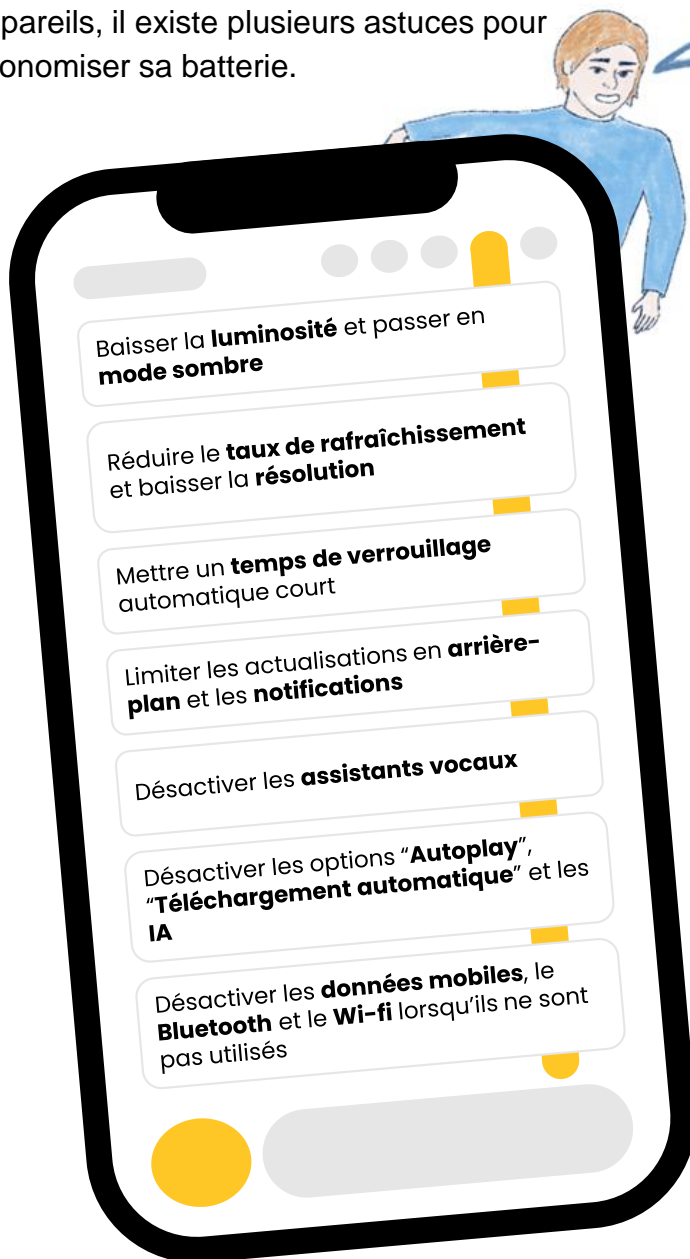 pareils, il existe plusieurs astuces pour
onomiser sa batterie.
Baisser la luminosité et passer en
mode sombre
Réduire le taux de rafraîchissement
et baisser la résolution
Mettre un temps de verrouillage
automatique court
Limiter les actualisations en arrière-
plan et les notifications
Désactiver les assistants vocaux
Désactiver les options “Autoplay”,
“Téléchargement automatique” et les
IA
Désactiver les données mobiles, le
Bluetooth et le Wi-fi lorsqu’ils ne sont
pas utilisés